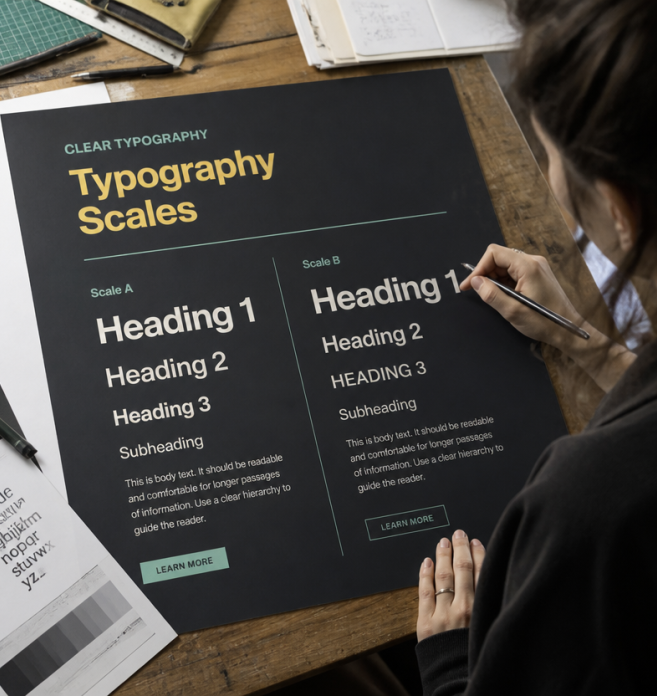 CLEAR TYPOGRAPHY
Typography
Scales
Scale A
Heading 1
Heading 2
Heading 3
Subheading
This is body text. It should be readable
and comfortable for longer passages
of information. Use a clear hierarchy to
guide the reader.
LEARN MORE
Scale B
Heading 1
Heading 2
HEADING 3
Subheading
This is body text. It should be readable
and comfortable for longer passages
of information. Use a clear hierarchy to
guide the reader.
LEARN MORE
nopqr
stuvwx
yz